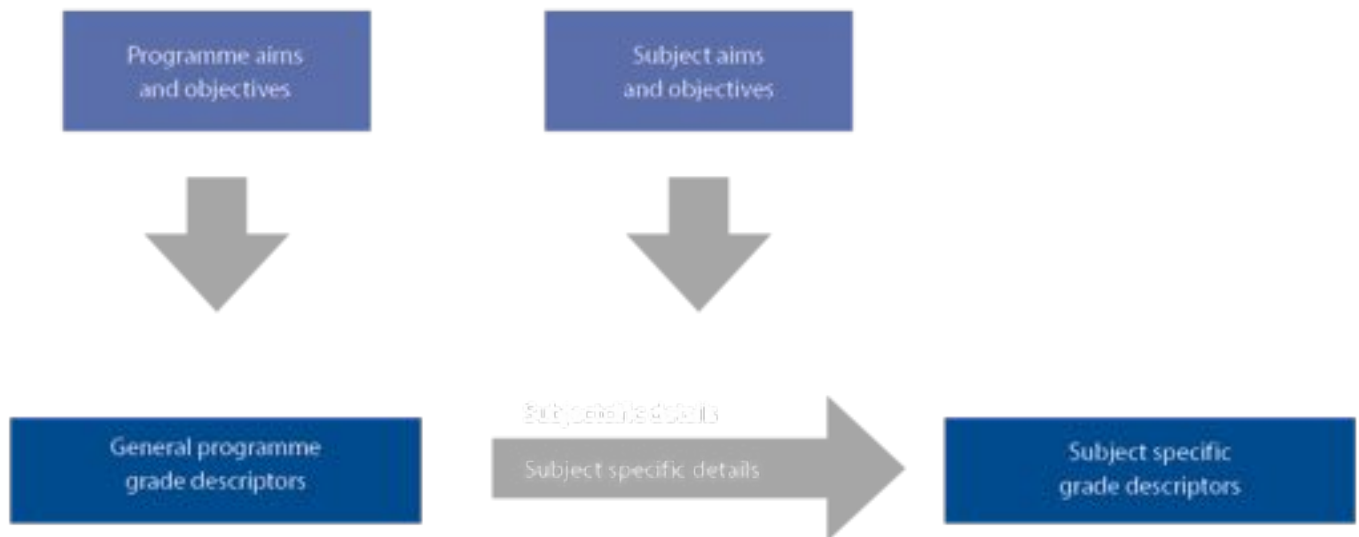 Programme aims
and objectives
Subject aims
and objectives
General programme
grade descriptors
Subject specific details
Subject specific
grade descriptors